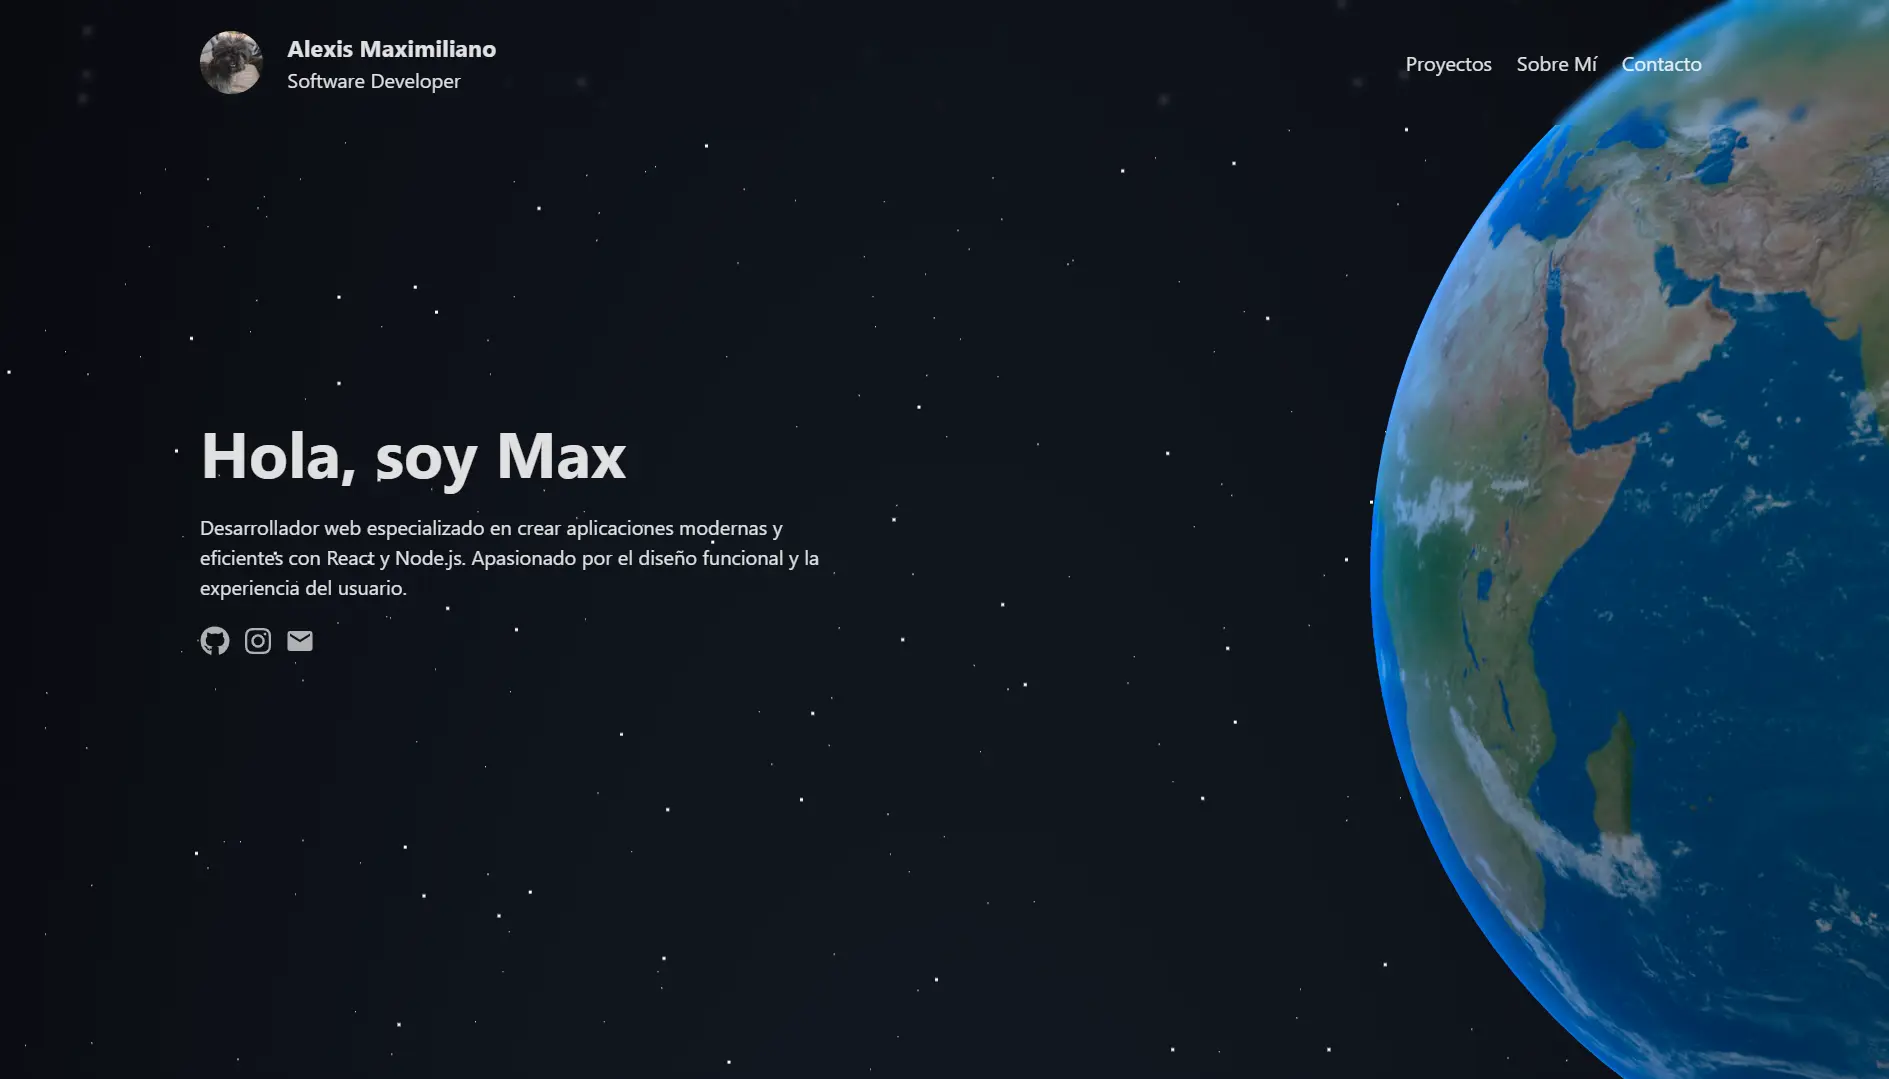 Alexis Maximiliano
Software Developer
Proyectos Sobre Mí Contacto
Hola, soy Max
Desarrollador web especializado en crear aplicaciones modernas y
eficientes con React y Node.js. Apasionado por el diseño funcional y la
experiencia del usuario.